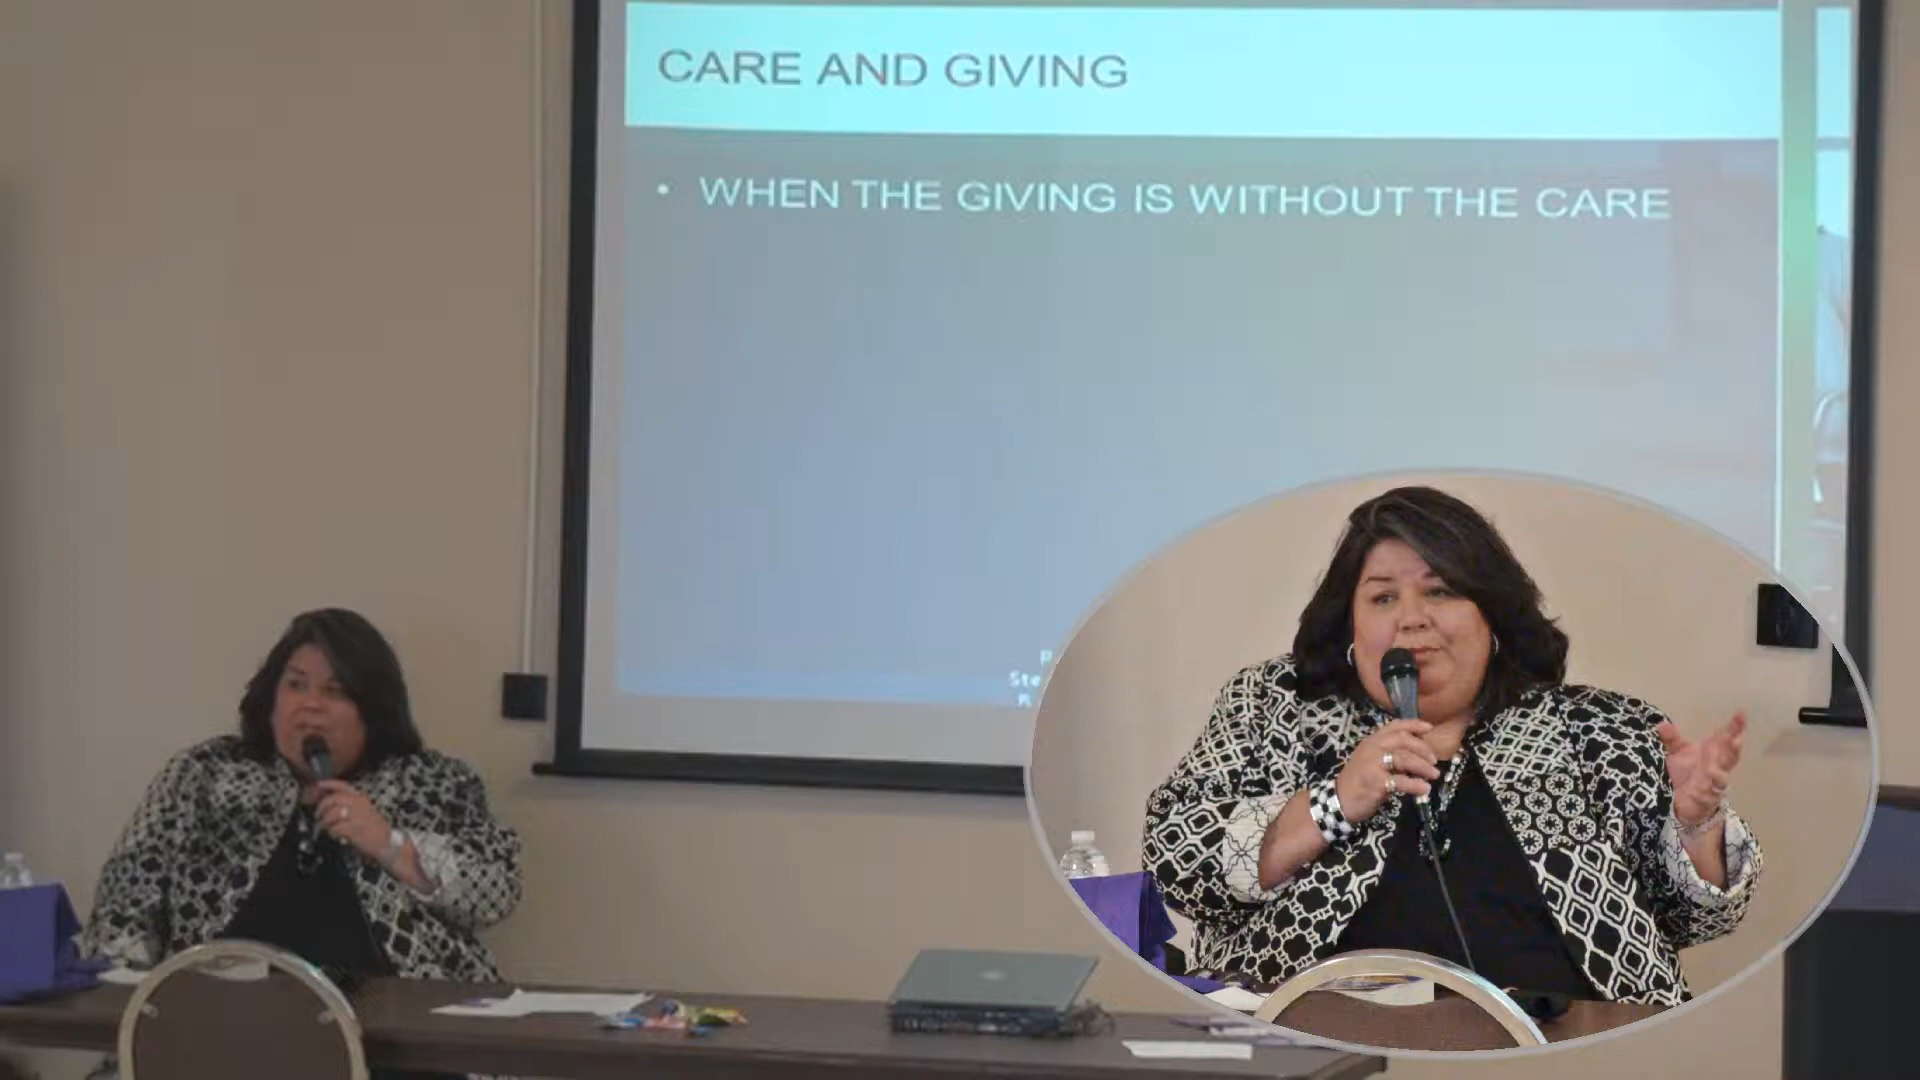 CARE AND GIVING
• WHEN THE GIVING IS WITHOUT THE CARE